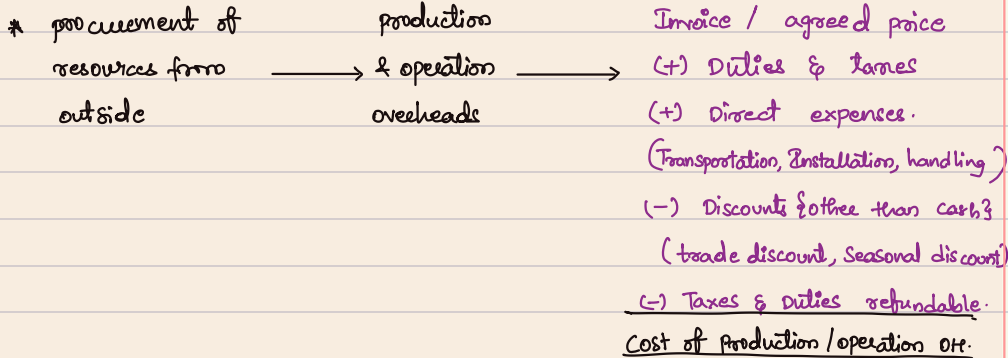 * procurement of
resources from
outside
→
production
& operation
overheads
→
Invoice / agreed price
(+) Duties & taxes
(+) Direct expenses.
(Transportation, Installation, handling)
(-) Discounts {other than cash}
(trade discount, seasonal discount)
(-) Taxes & Duties refundable.
Cost of production / operation OH.